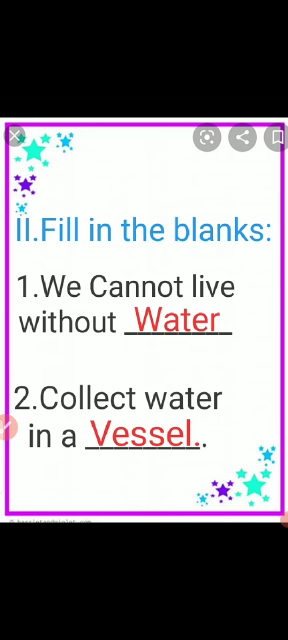 II.Fill in the blanks:
1.We Cannot live
without Water
2.Collect water
in a Vessel..